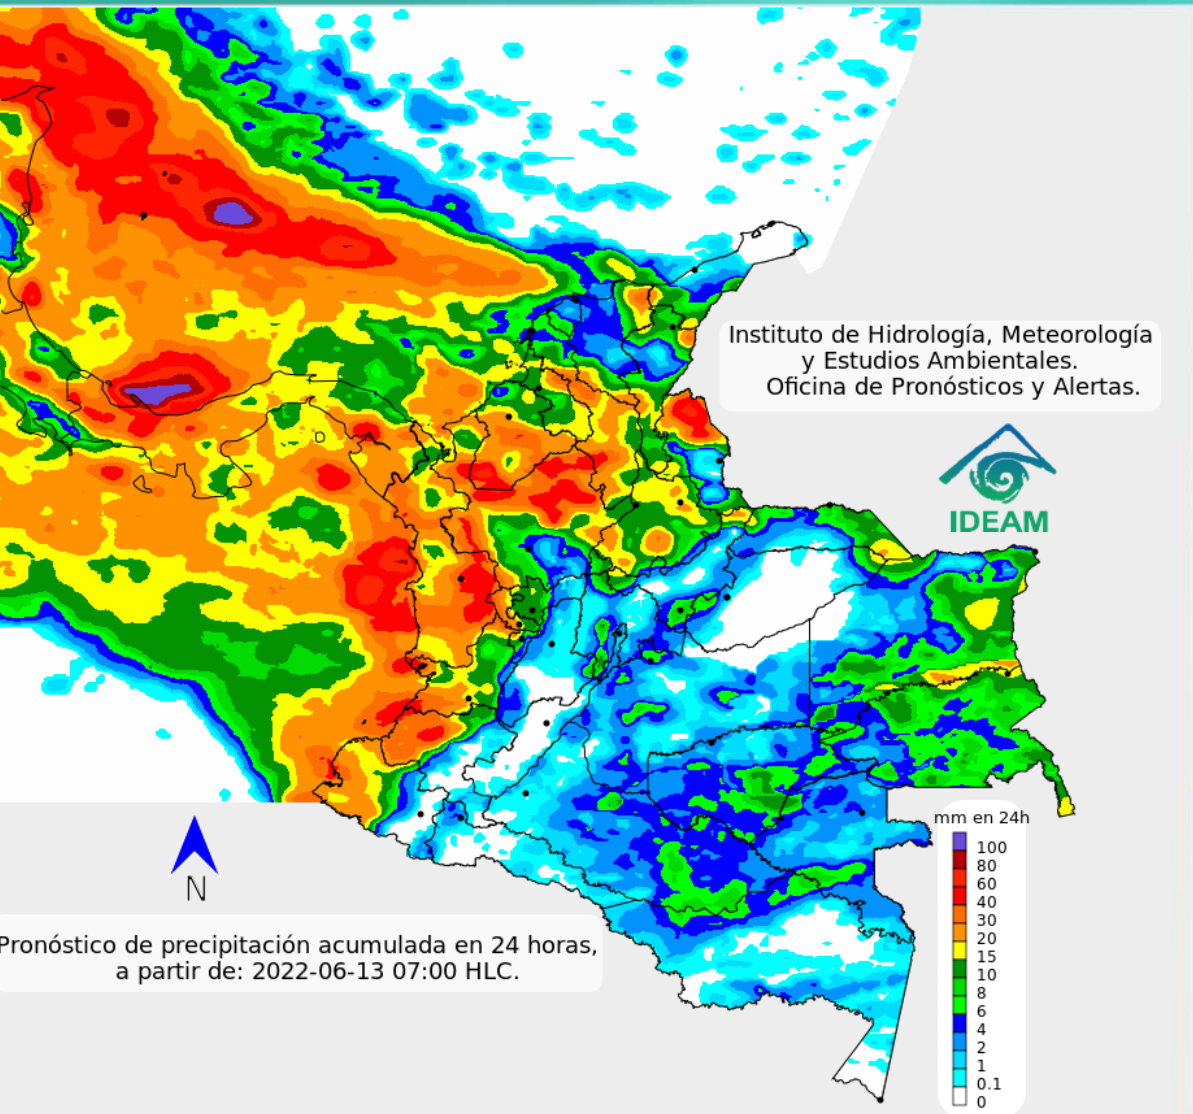 Instituto de Hidrología, Meteorología
y Estudios Ambientales.
Oficina de Pronósticos y Alertas.
IDEAM
mm en 24h
100
80
60
40
30
20
15
10
8
6
4
2
1
0.1
0
N
Pronóstico de precipitación acumulada en 24 horas,
a partir de: 2022-06-13 07:00 HLC.